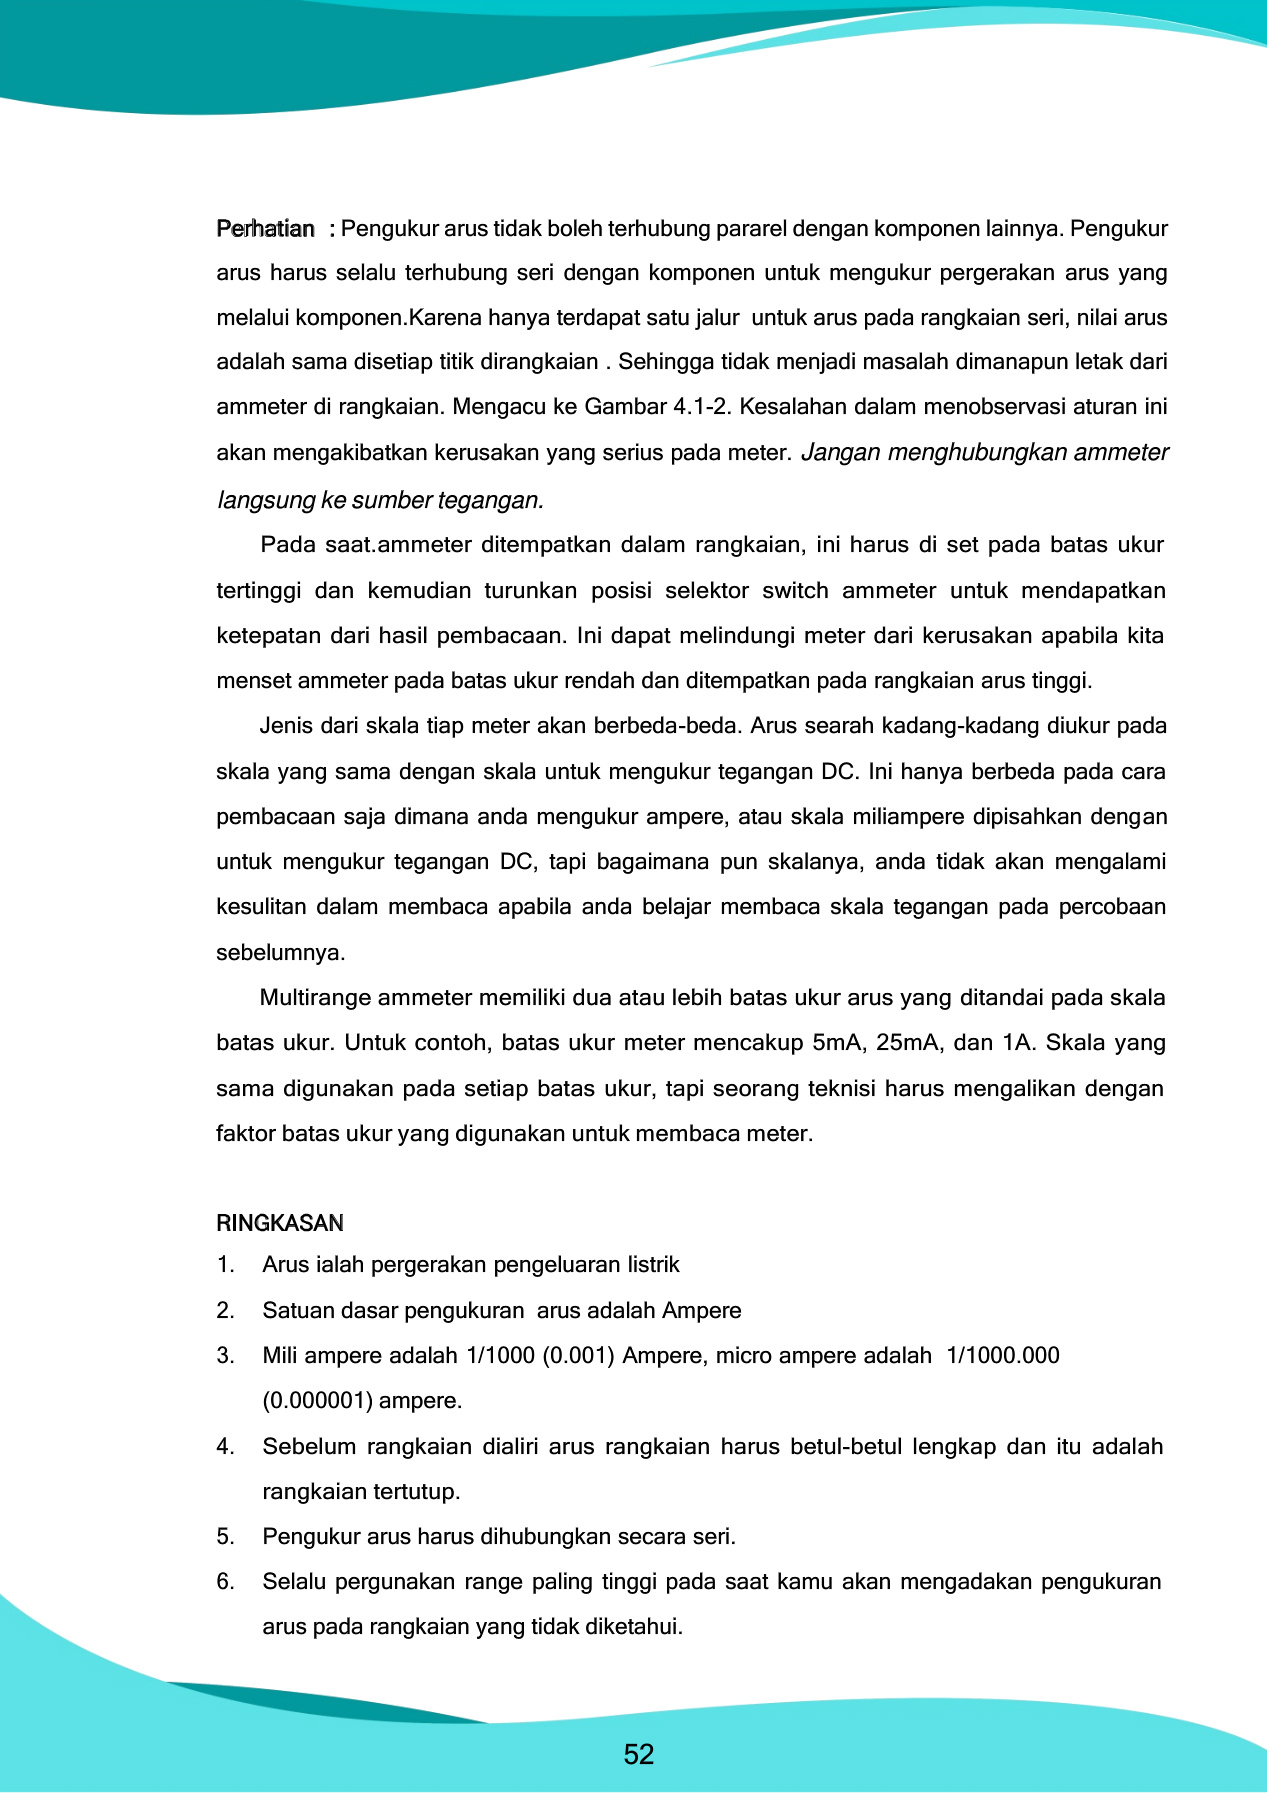 Perhatian : Pengukur arus tidak boleh terhubung pararel dengan komponen lainnya. Pengukur
arus harus selalu terhubung seri dengan komponen untuk mengukur pergerakan arus yang
melalui komponen.Karena hanya terdapat satu jalur untuk arus pada rangkaian seri, nilai arus
adalah sama disetiap titik dirangkaian . Sehingga tidak menjadi masalah dimanapun letak dari
ammeter di rangkaian. Mengacu ke Gambar 4.1-2. Kesalahan dalam menobservasi aturan ini
akan mengakibatkan kerusakan yang serius pada meter. Jangan menghubungkan ammeter
langsung ke sumber tegangan.
Pada saat.ammeter ditempatkan dalam rangkaian, ini harus di set pada batas ukur
tertinggi dan kemudian turunkan posisi selektor switch ammeter untuk mendapatkan
ketepatan dari hasil pembacaan. Ini dapat melindungi meter dari kerusakan apabila kita
menset ammeter pada batas ukur rendah dan ditempatkan pada rangkaian arus tinggi.
Jenis dari skala tiap meter akan berbeda-beda. Arus searah kadang-kadang diukur pada
skala yang sama dengan skala untuk mengukur tegangan DC. Ini hanya berbeda pada cara
pembacaan saja dimana anda mengukur ampere, atau skala miliampere dipisahkan dengan
untuk mengukur tegangan DC, tapi bagaimana pun skalanya, anda tidak akan mengalami
kesulitan dalam membaca apabila anda belajar membaca skala tegangan pada percobaan
sebelumnya.
Multirange ammeter memiliki dua atau lebih batas ukur arus yang ditandai pada skala
batas ukur. Untuk contoh, batas ukur meter mencakup 5mA, 25mA, dan 1A. Skala yang
sama digunakan pada setiap batas ukur, tapi seorang teknisi harus mengalikan dengan
faktor batas ukur yang digunakan untuk membaca meter.
RINGKASAN
1. Arus ialah pergerakan pengeluaran listrik
2. Satuan dasar pengukuran arus adalah Ampere
3. Mili ampere adalah 1/1000 (0.001) Ampere, micro ampere adalah 1/1000.000
(0.000001) ampere.
4. Sebelum rangkaian dialiri arus rangkaian harus betul-betul lengkap dan itu adalah
rangkaian tertutup.
5. Pengukur arus harus dihubungkan secara seri.
6. Selalu pergunakan range paling tinggi pada saat kamu akan mengadakan pengukuran
arus pada rangkaian yang tidak diketahui.
52